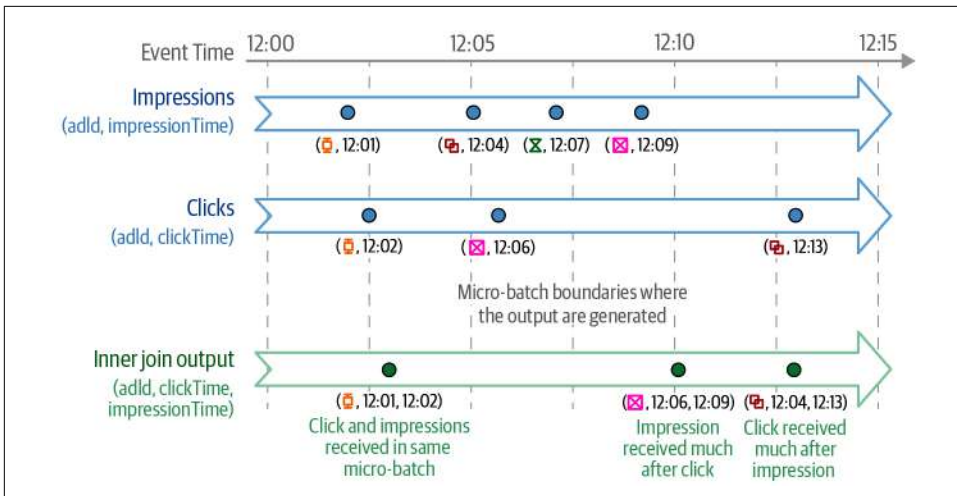 Event Time
12:00
12:05
12:10
12:15
Impressions
(adId, impressionTime)
( , 12:01)
( , 12:04)
( , 12:07)
( , 12:09)
Clicks
(adId, clickTime)
( , 12:02)
( , 12:06)
( , 12:13)
Micro-batch boundaries where
the output are generated
Inner join output
(adId, clickTime,
impressionTime)
( , 12:01, 12:02)
( , 12:06, 12:09)
( , 12:04, 12:13)
Click and impressions
received in same
micro-batch
Impression
received much
after click
Click received
much after
impression